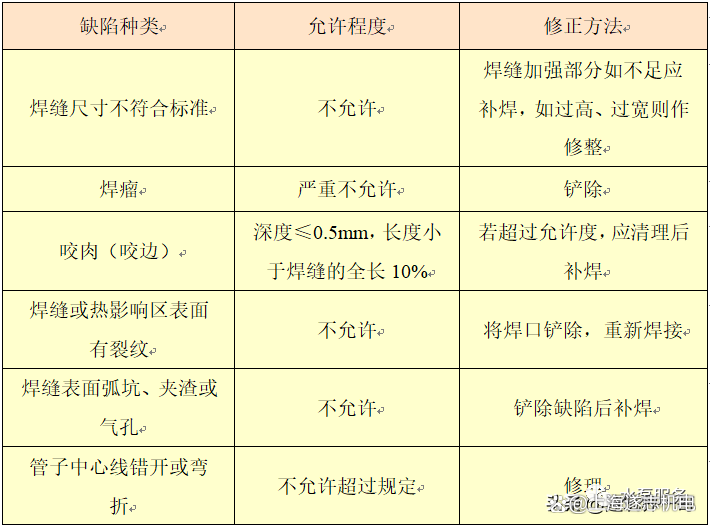 缺陷种类
允许程度
修正方法
焊缝尺寸不符合标准
不允许
焊缝加强部分如不足应
补焊，如过高、过宽则作
修整
焊瘤
严重不允许
铲除
咬肉（咬边）
深度≤0.5mm，长度小
于焊缝的全长 10%
若超过允许度，应清理后
补焊
焊缝或热影响区表面
有裂纹
不允许
将焊口铲除，重新焊接
焊缝表面弧坑、夹渣或
气孔
不允许
铲除缺陷后补焊
管子中心线错开或弯
折
不允许超过规定
修理